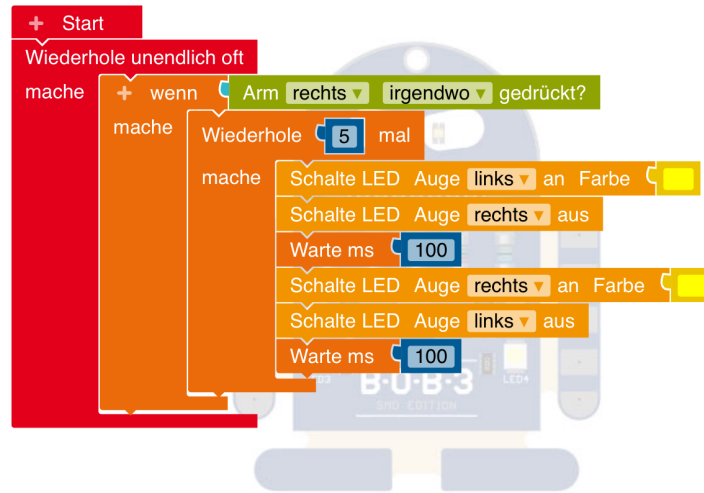 + Start
Wiederhole unendlich oft
mache + wenn Arm rechts irgendwo gedrückt?
mache Wiederhole 5 mal
mache Schalte LED Auge links an Farbe
Schalte LED Auge rechts aus
Warte ms 100
Schalte LED Auge rechts an Farbe
Schalte LED Auge links aus
Warte ms 100
B-O-B-3
LED4
SMD EDITION